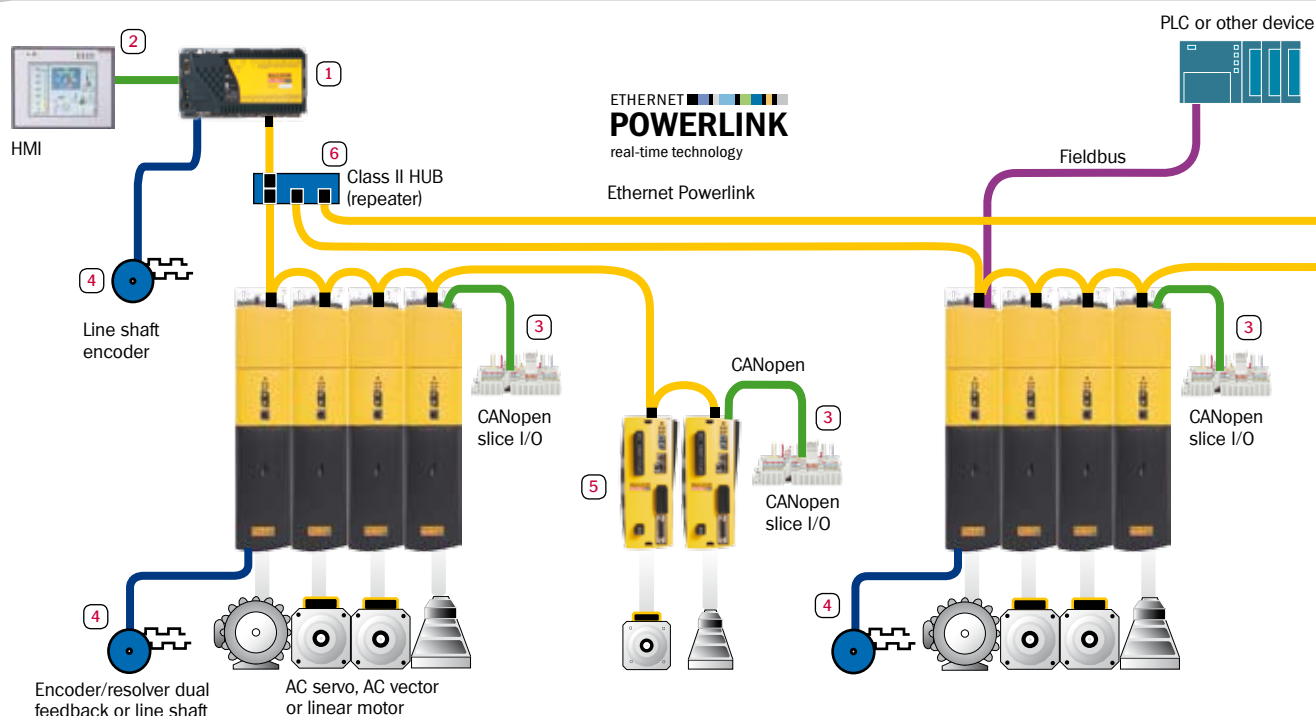 PLC or other device
2
1
HMI
ETHERNET
POWERLINK
real-time technology
6
Class II HUB
(repeater)
Fieldbus
Ethernet Powerlink
4
Line shaft
encoder
3
CANopen
slice I/O
CANopen
3
5
CANopen
slice I/O
3
CANopen
slice I/O
4
Encoder/resolver dual
feedback or line shaft
AC servo, AC vector
or linear motor
4